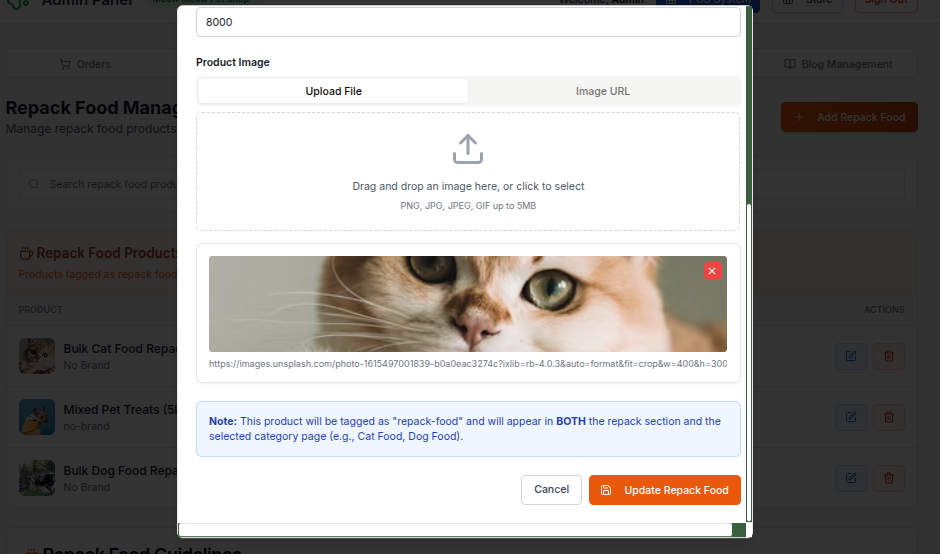 Admin Panel
Welcome, Admin
Store
Sign Out
8000
Orders
Blog Management
Product Image
Upload File
Image URL
Repack Food Manag
Manage repack food products
Add Repack Food
Drag and drop an image here, or click to select
PNG, JPG, JPEG, GIF up to 5MB
Search repack food produ
Repack Food Product
Products tagged as repack food
PRODUCT
ACTIONS
Bulk Cat Food Repa
No Brand
https://images.unsplash.com/photo-1615497001839-b0a0eac3274c?ixlib=rb-4.0.3&auto=format&fit=crop&w=400&h=300
Mixed Pet Treats (5l
no-brand
Note: This product will be tagged as "repack-food" and will appear in BOTH the repack section and the
selected category page (e.g., Cat Food, Dog Food).
Bulk Dog Food Repa
No Brand
Cancel
Update Repack Food
Repack Food Guidelines